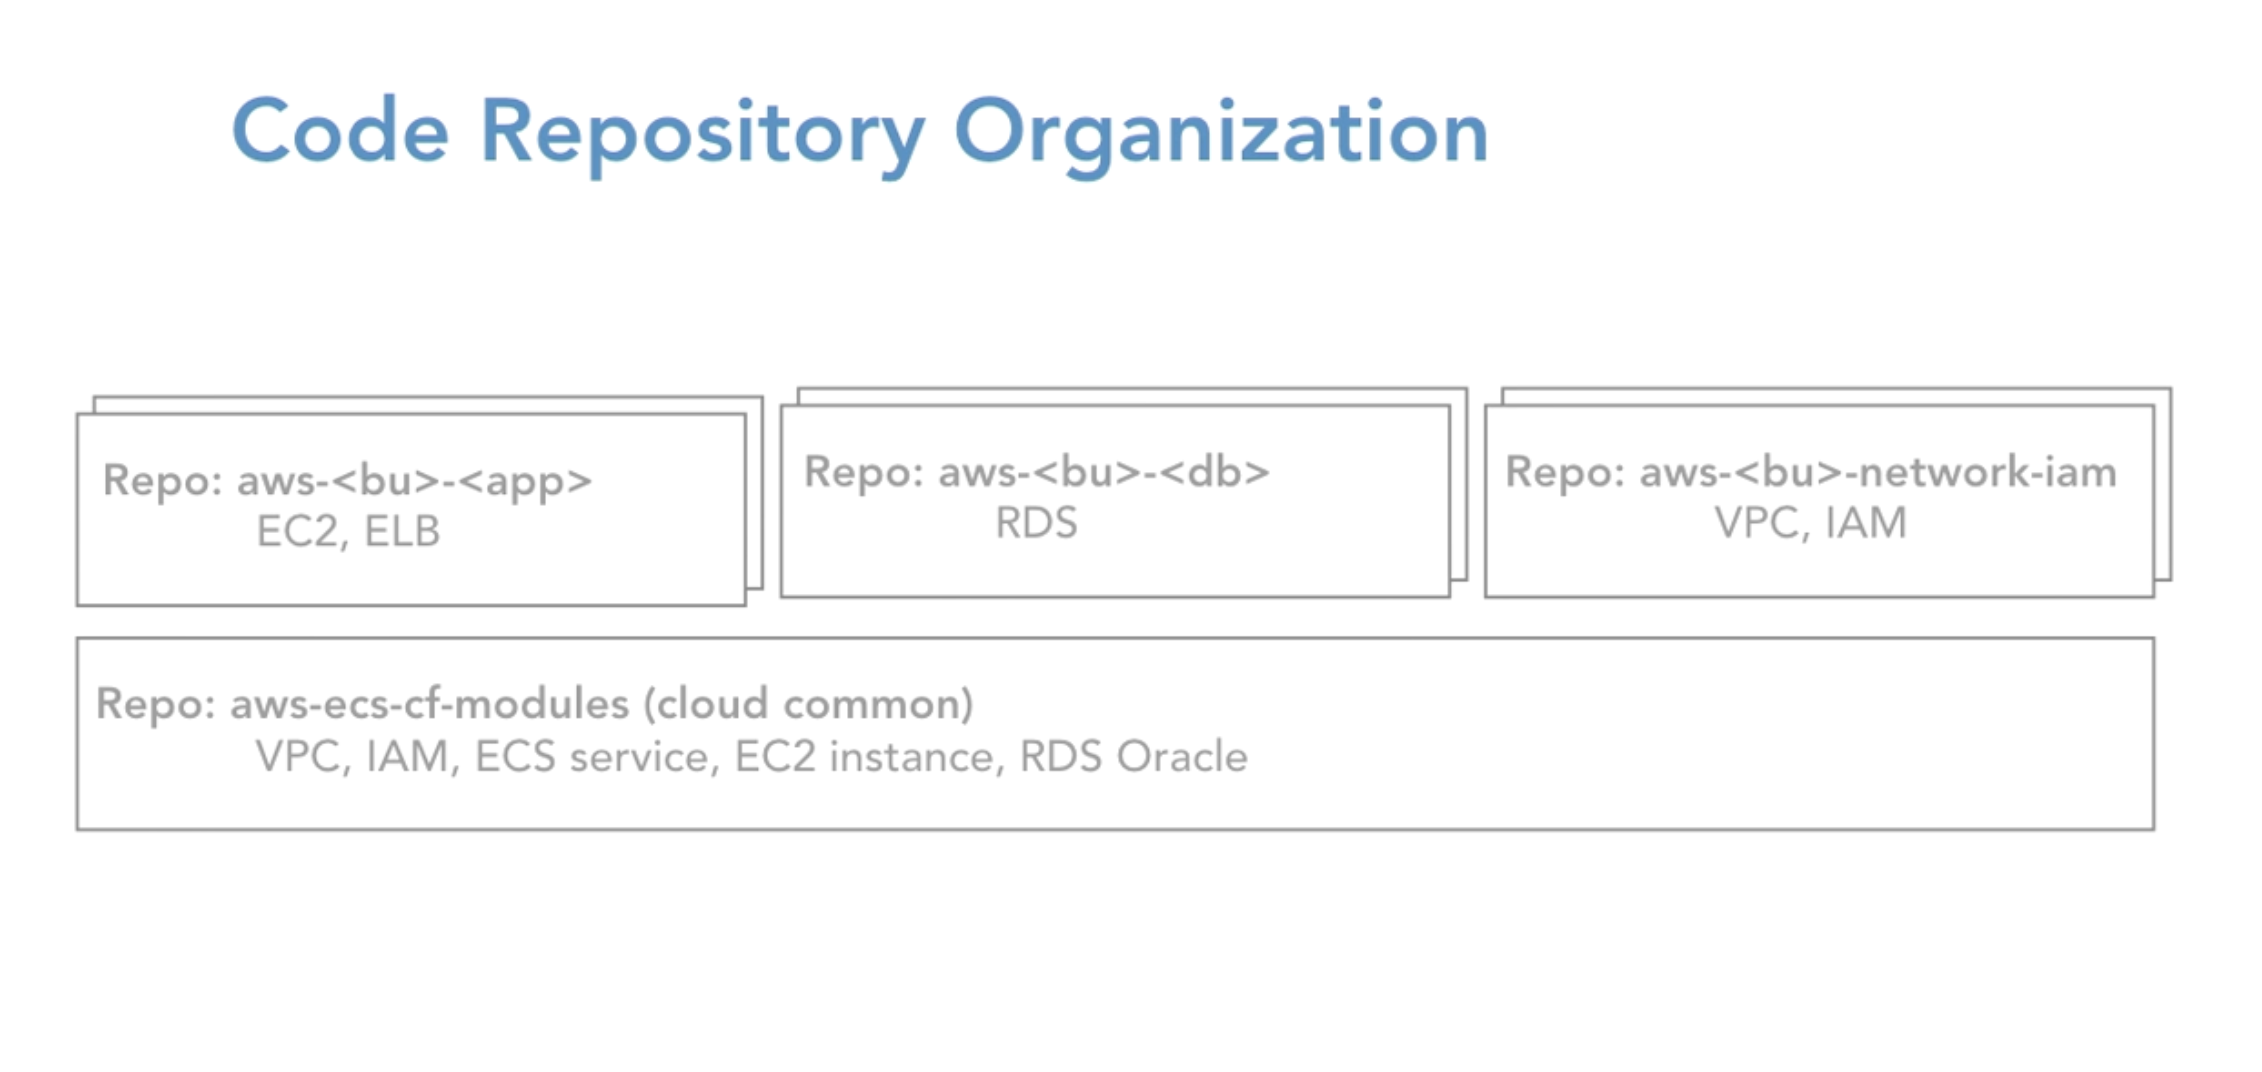 Code Repository Organization
Repo: aws-<bu>-<app>
EC2, ELB
Repo: aws-<bu>-<db>
RDS
Repo: aws-<bu>-network-iam
VPC, IAM
Repo: aws-ecs-cf-modules (cloud common)
VPC, IAM, ECS service, EC2 instance, RDS Oracle